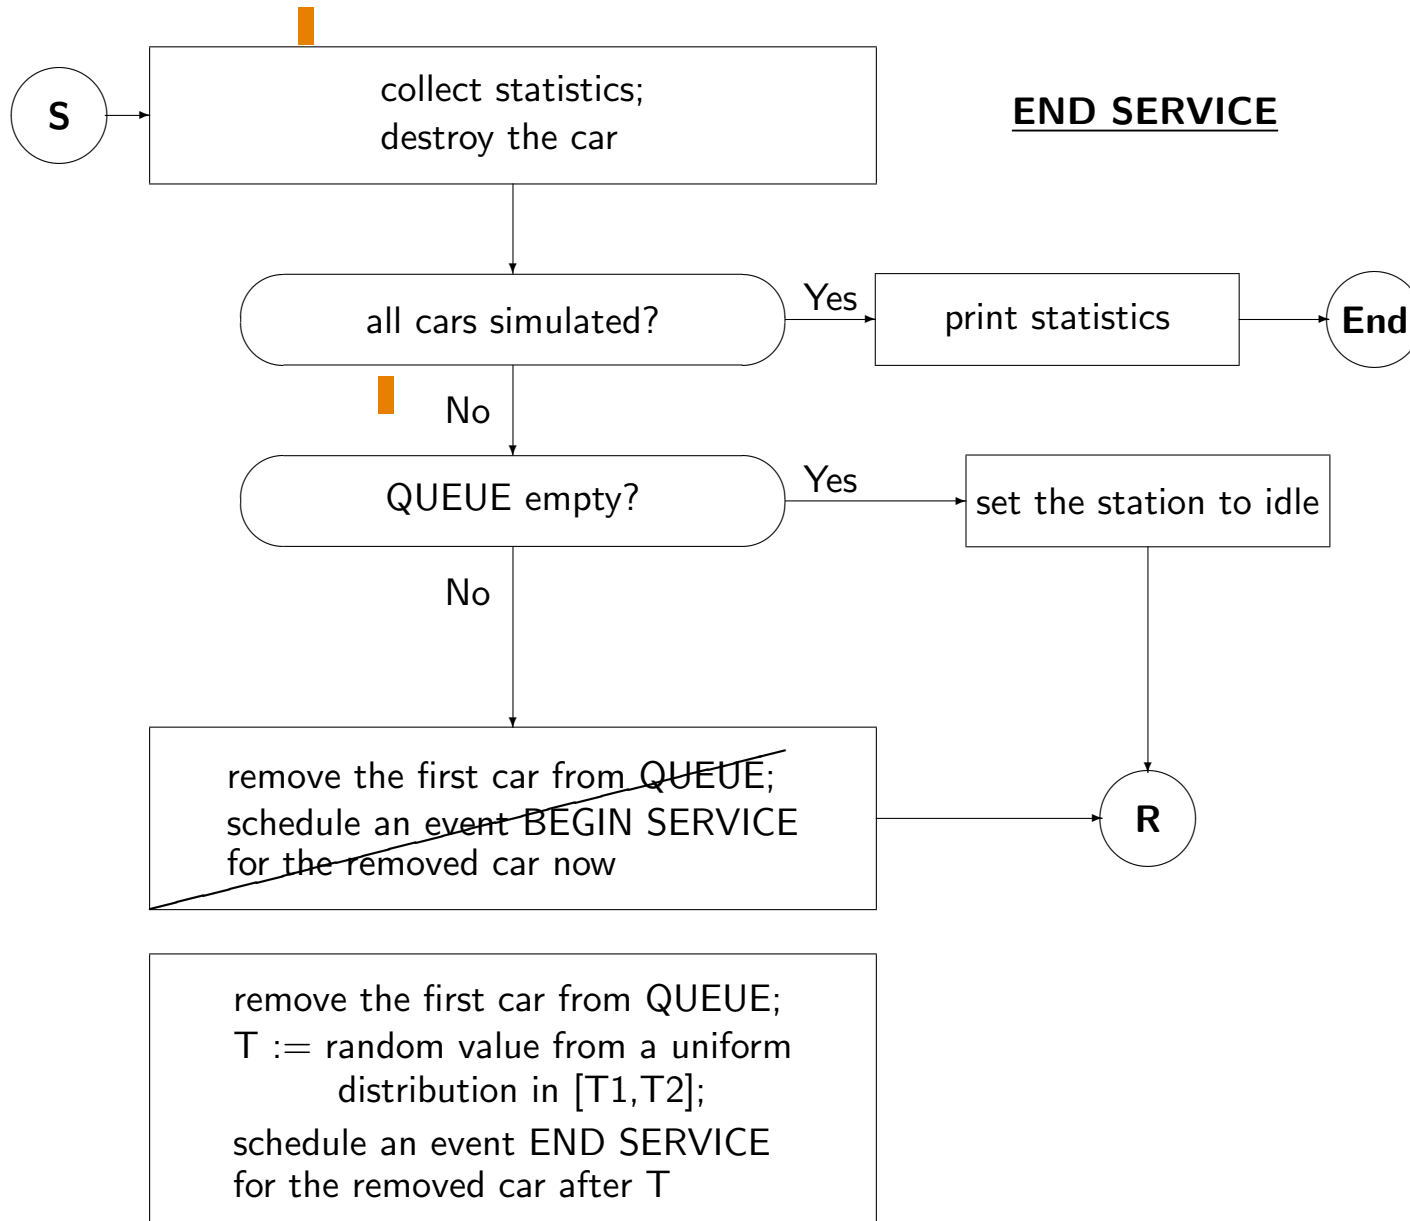 collect statistics;
S
destroy the car
END SERVICE
all cars simulated?
Yes
print statistics
End
No
QUEUE empty?
Yes
set the station to idle
No
remove the first car from QUEUE;
schedule an event BEGIN SERVICE
for the removed car now
R
remove the first car from QUEUE;
T := random value from a uniform
distribution in [T1,T2];
schedule an event END SERVICE
for the removed car after T